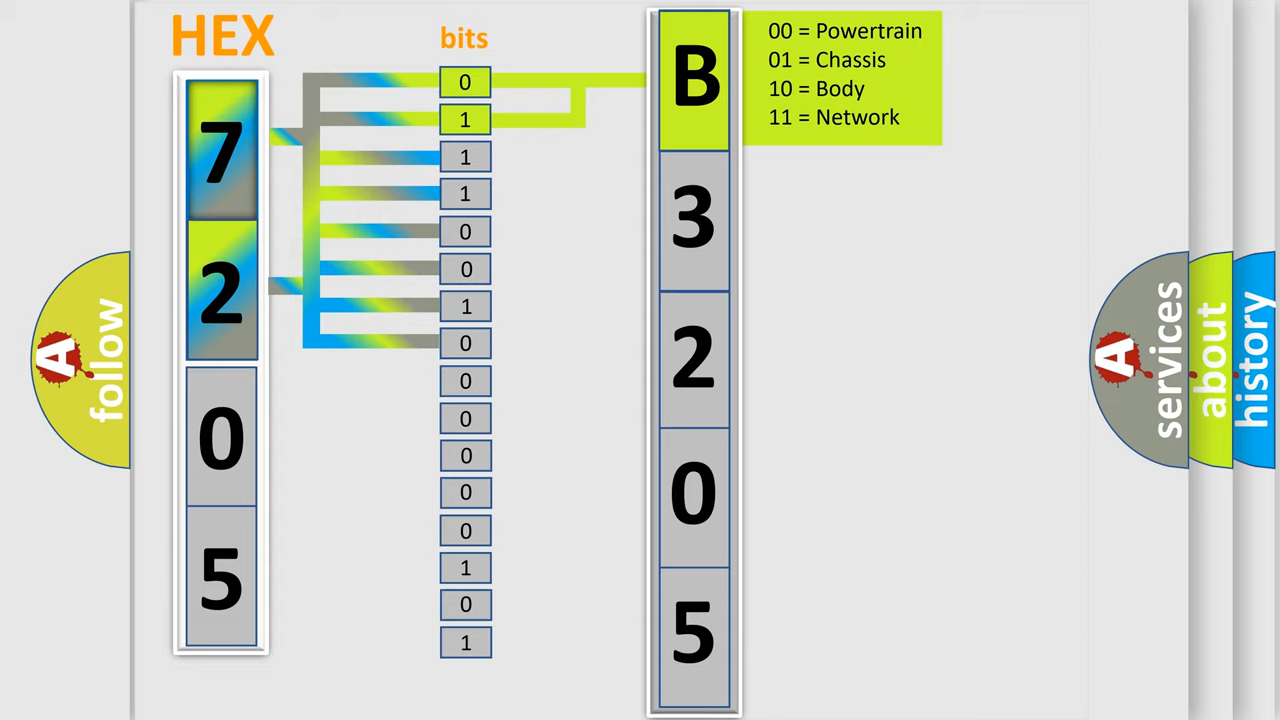 HEX
bits
7
2
0
5
0
1
1
1
0
0
1
0
0
0
0
0
0
1
0
1
B
3
2
0
5
00 = Powertrain
01 = Chassis
10 = Body
11 = Network
A
follow
A
services
about
history